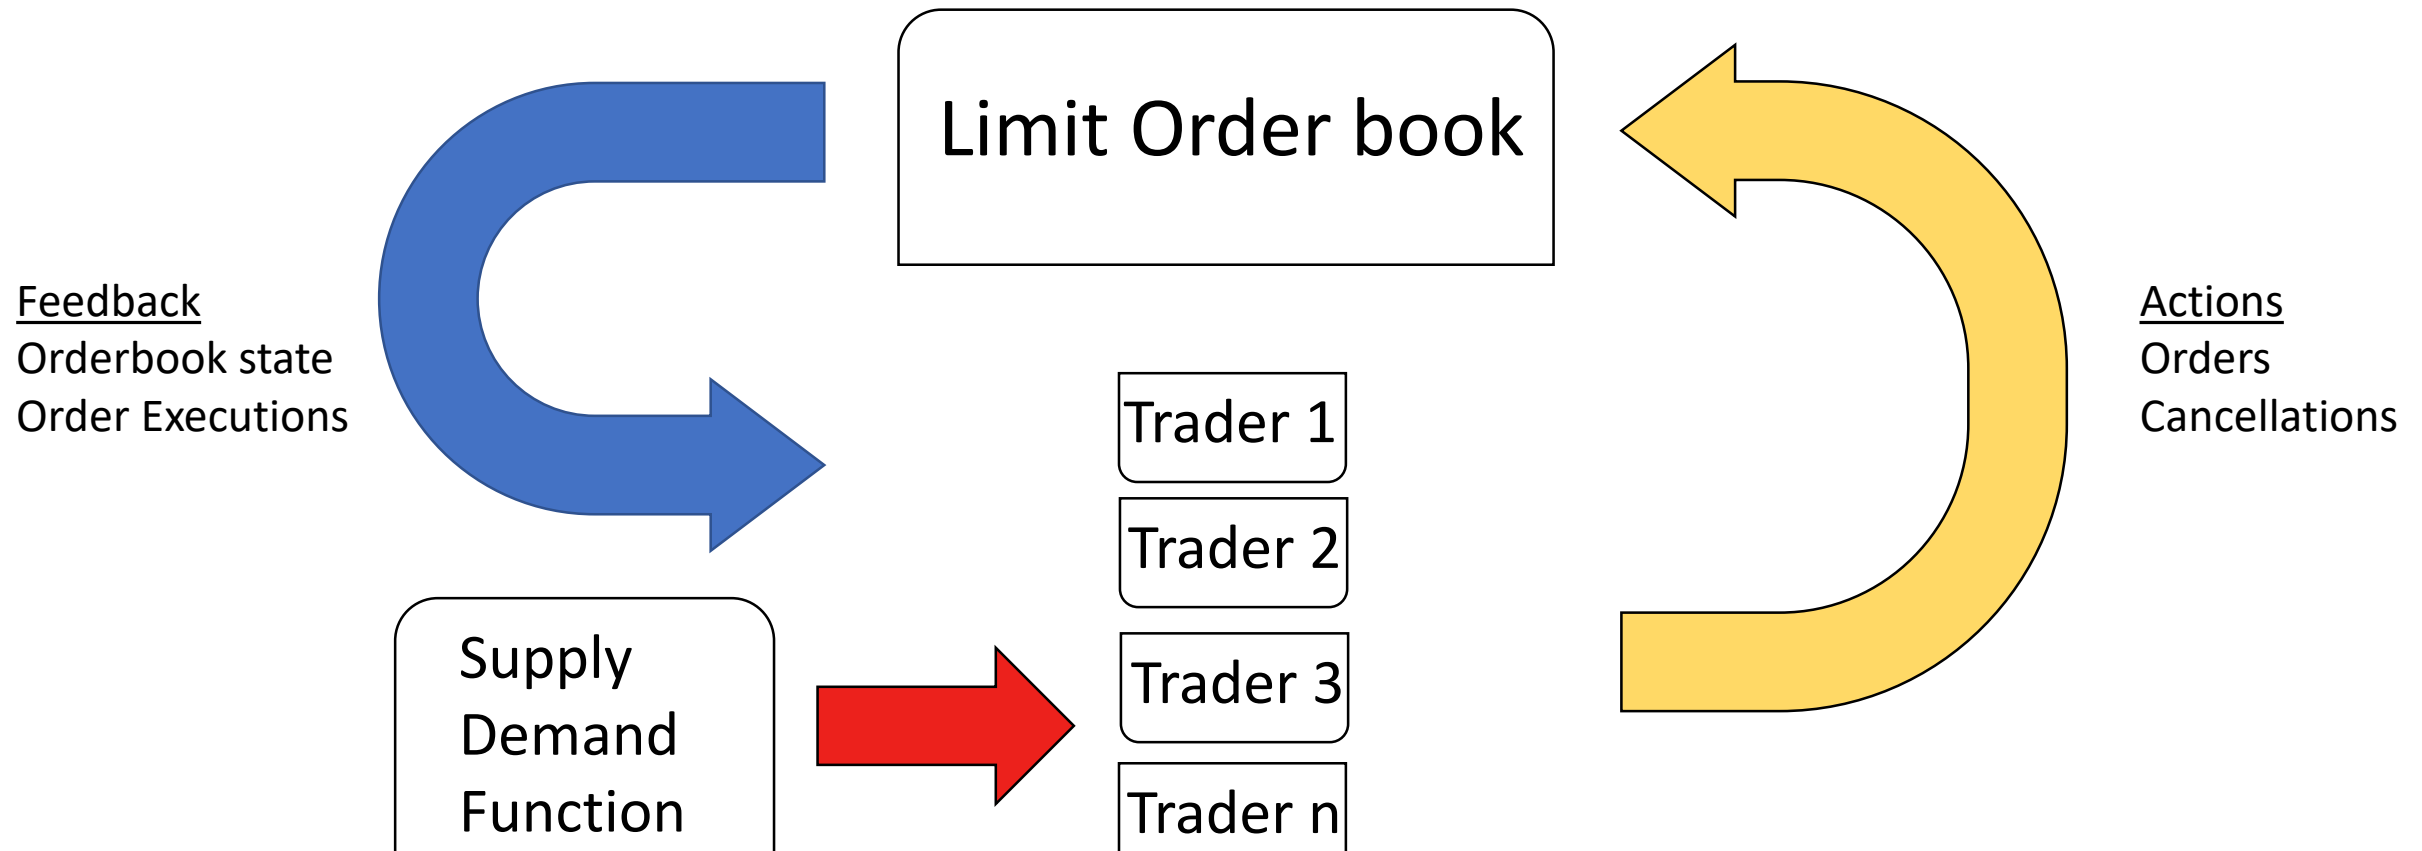 Limit Order book
Feedback
Orderbook state
Order Executions
Actions
Orders
Cancellations
Trader 1
Trader 2
Trader 3
Trader n
Supply
Demand
Function